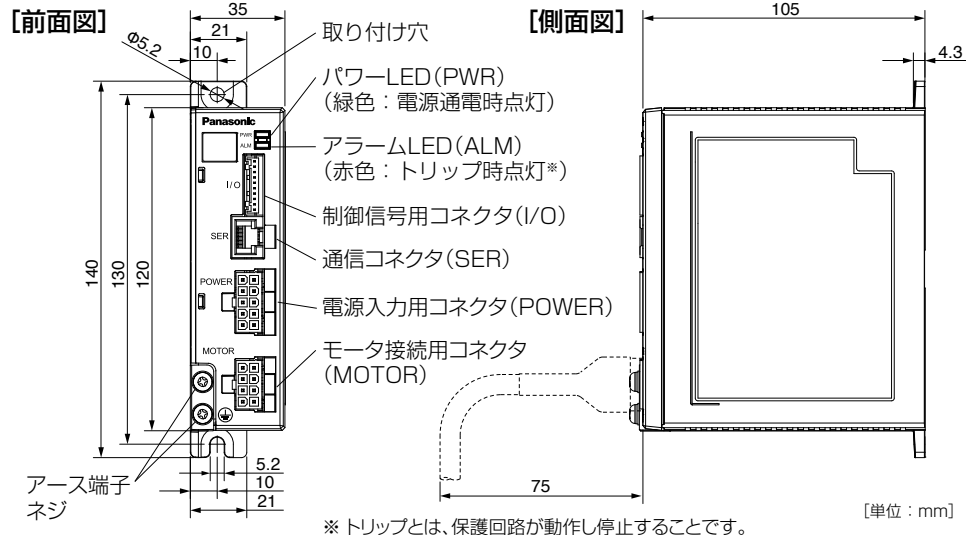 [前面図]
35
21
10
Φ5.2
取り付け穴
パワーLED(PWR)
(緑色：電源通電時点灯)
アラームLED(ALM)
(赤色：トリップ時点灯※)
制御信号用コネクタ(I/O)
通信コネクタ(SER)
電源入力用コネクタ(POWER)
モータ接続用コネクタ
(MOTOR)
Panasonic
PWR
ALM
I/O
SER
POWER
MOTOR
140
130
120
アース端子
ネジ
5.2
10
21
[側面図]
105
4.3
75
[単位：mm]
※ トリップとは、保護回路が動作し停止することです。